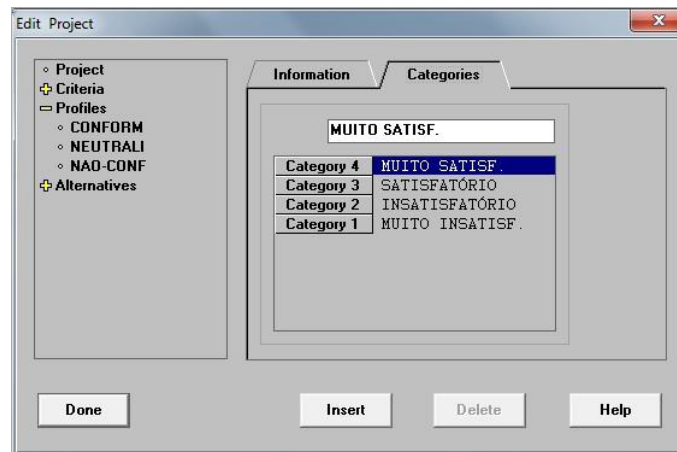 Edit Project
x
Project
Criteria
Profiles
CONFORM
NEUTRALI
NAO-CONF
Alternatives
Information
Categories
MUITO SATISF.
Category 4 MUITO SATISF.
Category 3 SATISFATÓRIO
Category 2 INSATISFATÓRIO
Category 1 MUITO INSATISF.
Done
Insert
Delete
Help